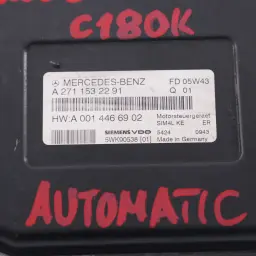 C180K
MERCEDES-BENZ FD 05W43
A 271 153 22 91 Q 01
HW:A 001 446 69 02 Motorsteuergerät
SIM4L KE ER
SIEMENS VDO 5424 0943
5WK90538 (01) Made in Germany
AUTOMATIC